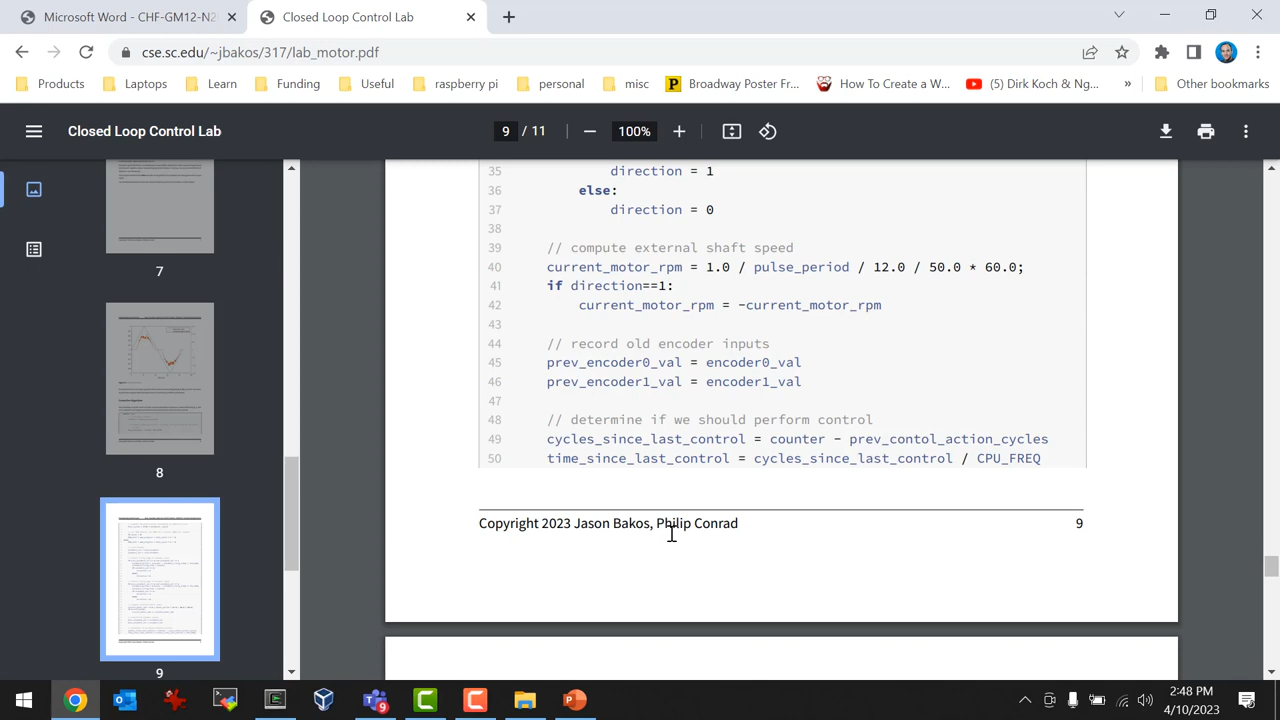 Microsoft Word - CHF-GM12-N2
Closed Loop Control Lab
cse.sc.edu/~jbakos/317/lab_motor.pdf
Products
Laptops
Learn
Funding
Useful
raspberry pi
personal
misc
Broadway Poster Fr...
How To Create a W...
(5) Dirk Koch & Ng...
»
Other bookmarks
Closed Loop Control Lab
9 / 11
100%
35 direction = 1
36 else:
37 direction = 0
38
39 // compute external shaft speed
40 current_motor_rpm = 1.0 / pulse_period / 12.0 / 50.0 * 60.0;
41 if direction==1:
42 current_motor_rpm = -current_motor_rpm
43
44 // record old encoder inputs
45 prev_encoder0_val = encoder0_val
46 prev_encoder1_val = encoder1_val
47
48 // determine if we should perform control
49 cycles_since_last_control = counter - prev_contol_action_cycles
50 time_since_last_control = cycles_since_last_control / CPU_FREQ
Copyright 2023 Jason Bakos, Philip Conrad 9
7
8
9
9
2:48 PM
4/10/2023